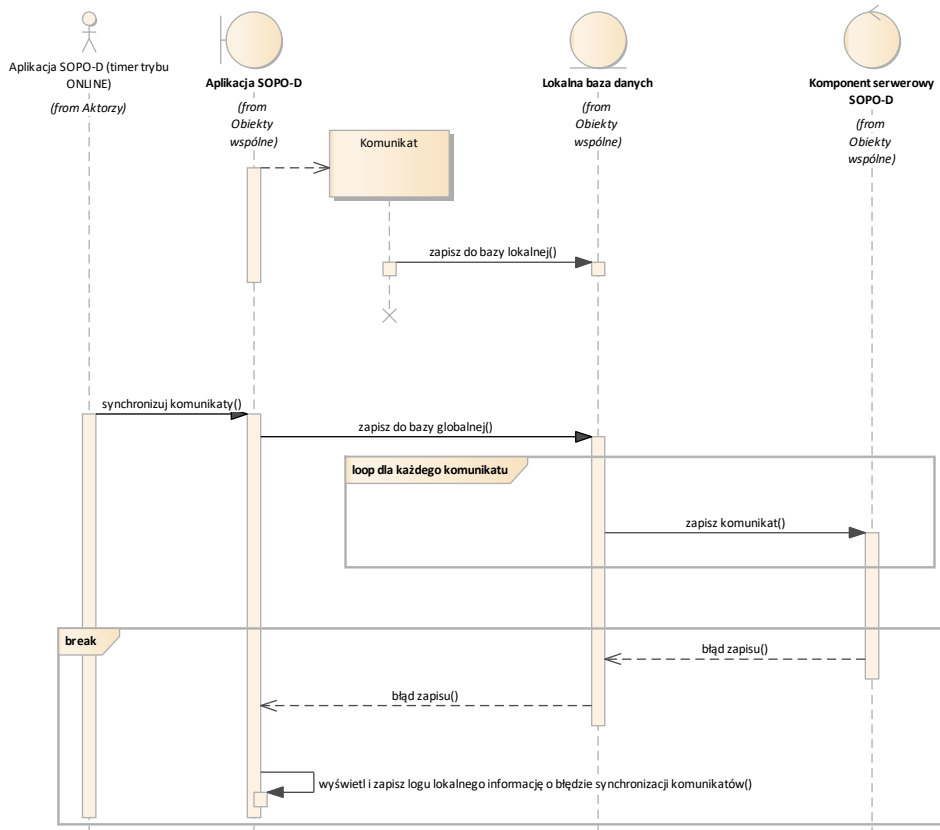 Aplikacja SOPO-D (timer trybu
ONLINE)
(from Aktorzy)
Aplikacja SOPO-D
(from
Obiekty
wspólne)
Lokalna baza danych
(from
Obiekty
wspólne)
Komponent serwerowy
SOPO-D
(from
Obiekty
wspólne)
Komunikat
zapisz do bazy lokalnej()
synchronizuj komunikaty()
zapisz do bazy globalnej()
loop dla każdego komunikatu
zapisz komunikat()
break
błąd zapisu()
błąd zapisu()
wyświetl i zapisz logu lokalnego informację o błędzie synchronizacji komunikatów()